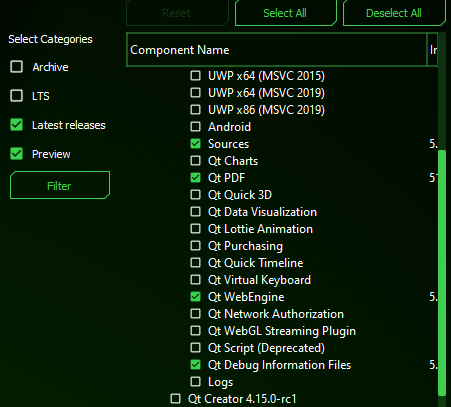 Reset
Select All
Deselect All
Select Categories
Archive
LTS
Latest releases
Preview
Filter
Component Name
In
UWP x64 (MSVC 2015)
UWP x64 (MSVC 2019)
UWP x86 (MSVC 2019)
Android
Sources 5.
Qt Charts
Qt PDF 51
Qt Quick 3D
Qt Data Visualization
Qt Lottie Animation
Qt Purchasing
Qt Quick Timeline
Qt Virtual Keyboard
Qt WebEngine 5.
Qt Network Authorization
Qt WebGL Streaming Plugin
Qt Script (Deprecated)
Qt Debug Information Files 5.
Logs
Qt Creator 4.15.0-rc1